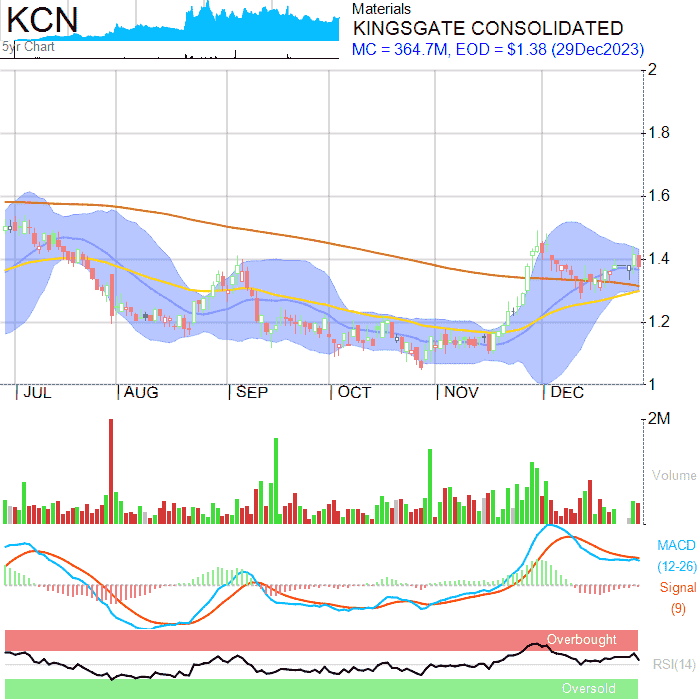 KCN
5yr Chart
Materials
KINGSGATE CONSOLIDATED
MC = 364.7M, EOD = $1.38 (29Dec2023)
2
1.8
1.6
1.4
1.2
1
JUL AUG SEP OCT NOV DEC
2M
Volume
MACD
(12-26)
Signal
(9)
Overbought
RSI(14)
Oversold